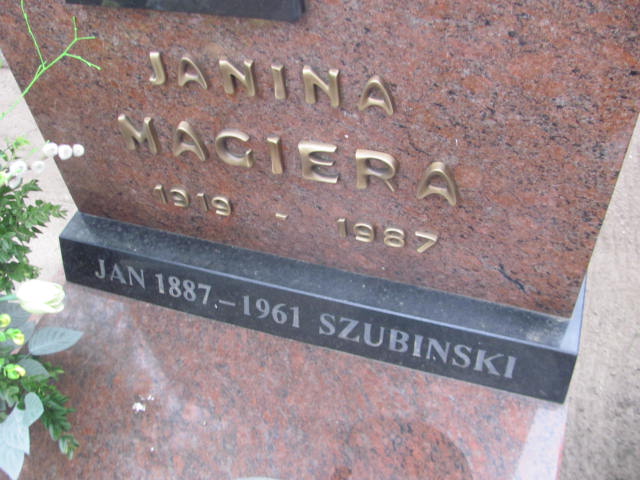 JANINA
MAGIERA
1919 - 1987
JAN 1887.-1961 SZUBINSKI